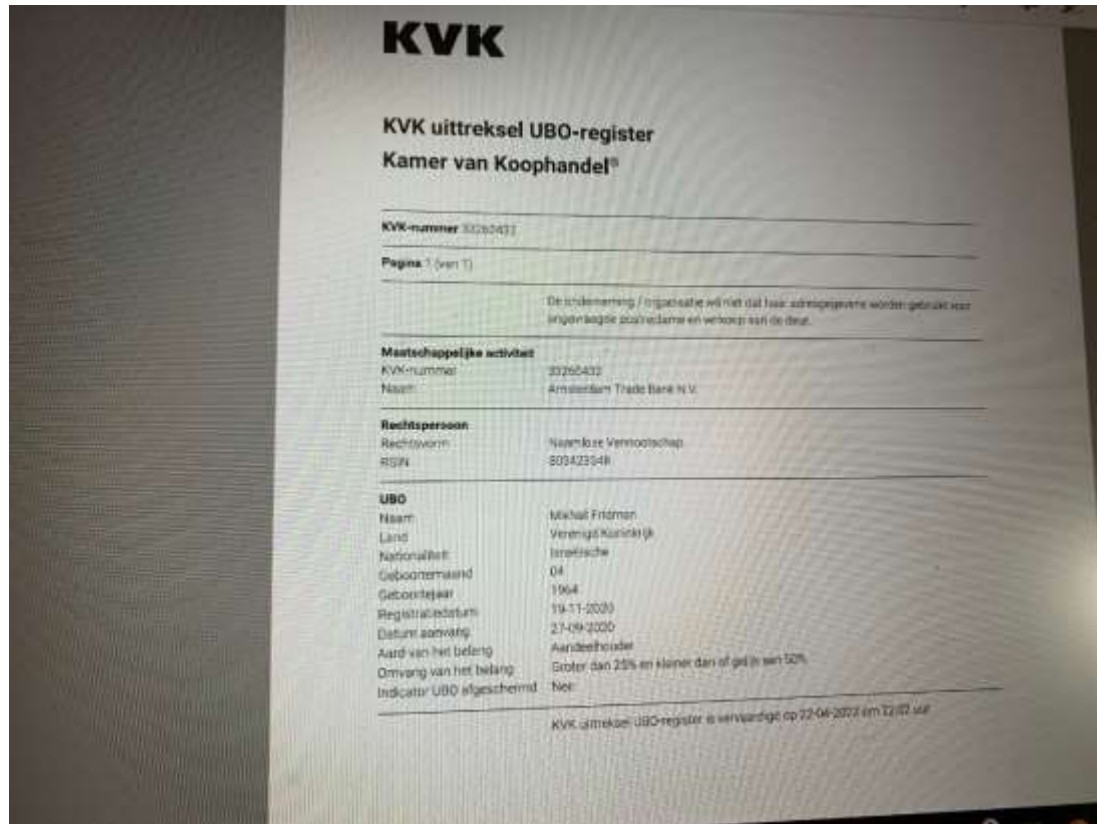 KVK
KVK uittreksel UBO-register
Kamer van Koophandel®
KVK-nummer 33260432
Pagina 1 (van 1)
De onderneming / organisatie wil niet dat haar adresgegevens worden gebruikt voor
ongevraagde postreclame en verkoop aan de deur.
Maatschappelijke activiteit
KVK-nummer 33260432
Naam Amsterdam Trade Bank N.V.
Rechtspersoon
Rechtsvorm Naamloze Vennootschap
RSIN
UBO
Naam Mikhail Fridman
Land Verenigd Koninkrijk
Nationaliteit Israëlische
Geboortemaand 04
Geboortejaar 1964
Registratiedatum 19-11-2020
Datum aanvang 27-09-2020
Aard van het belang Aandeelhouder
Omvang van het belang Groter dan 25% en kleiner dan of gelijk aan 50%
Indicator UBO afgeschermd Nee
KVK uittreksel UBO-register is vervaardigd op om uur